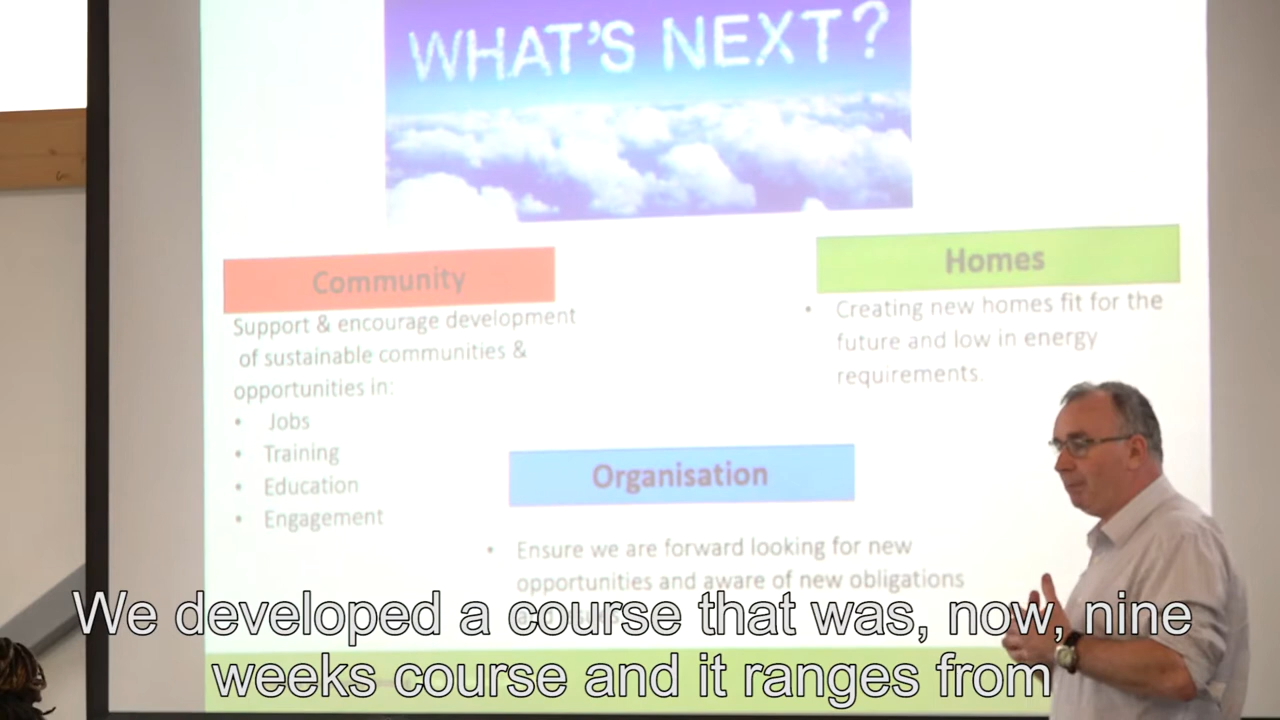 WHAT'S NEXT?
Community
Support & encourage development
of sustainable communities &
opportunities in:
• Jobs
• Training
• Education
• Engagement
Homes
• Creating new homes fit for the
future and low in energy
requirements.
Organisation
• Ensure we are forward looking for new
opportunities and aware of new obligations
We developed a course that was, now, nine
weeks course and it ranges from